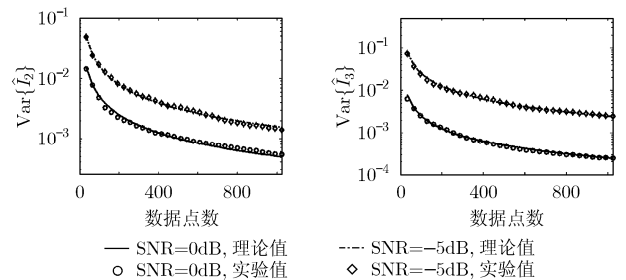 Var{Î₂}
10⁻¹
10⁻²
10⁻³
0 400 800
数据点数
Var{Î₃}
10⁻¹
10⁻²
10⁻³
10⁻⁴
0 400 800
数据点数
SNR=0dB, 理论值
SNR=−5dB, 理论值
SNR=0dB, 实验值
SNR=−5dB, 实验值